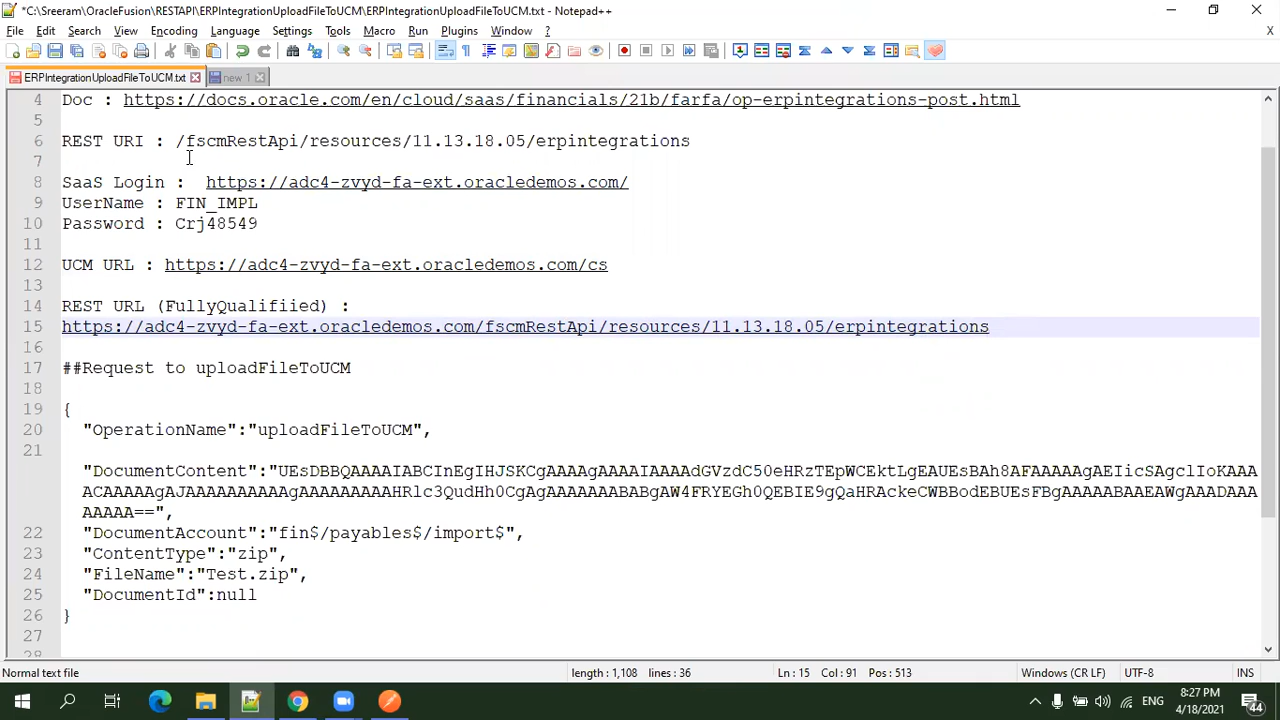 *C:\Sreeram\OracleFusion\RESTAPI\ERPIntegrationUploadFileToUCM\ERPIntegrationUploadFileToUCM.txt - Notepad++
File Edit Search View Encoding Language Settings Tools Macro Run Plugins Window ? X
ERPIntegrationUploadFileToUCM.txt new 1
4 Doc : https://docs.oracle.com/en/cloud/saas/financials/21b/farfa/op-erpintegrations-post.html
5
6 REST URI : /fscmRestApi/resources/11.13.18.05/erpintegrations
7
8 SaaS Login :  https://adc4-zvyd-fa-ext.oracledemos.com/
9 UserName : FIN_IMPL
10 Password : Crj48549
11
12 UCM URL : https://adc4-zvyd-fa-ext.oracledemos.com/cs
13
14 REST URL (FullyQualifiied) :
15 https://adc4-zvyd-fa-ext.oracledemos.com/fscmRestApi/resources/11.13.18.05/erpintegrations
16
17 ##Request to uploadFileToUCM
18
19 {
20 "OperationName":"uploadFileToUCM",
21
"DocumentContent":"UEsDBBQAAAAIABCInEgIHJSKCgAAAAgAAAAIAAAAdGVzdC50eHRzTEpWCEktLgEAUEsBAh8AFAAAAAgAEIicSAgclIoKAAA
ACAAAAAgAJAAAAAAAAAAgAAAAAAAAAHRlc3QudHh0CgAgAAAAAAABABgAW4FRYEGh0QEBIE9gQaHRAckeCWBBodEBUEsFBgAAAAABAAEAWgAAADAAA
AAAAA==",
22 "DocumentAccount":"fin$/payables$/import$",
23 "ContentType":"zip",
24 "FileName":"Test.zip",
25 "DocumentId":null
26 }
27
28
Normal text file length : 1,108 lines : 36 Ln : 15 Col : 91 Pos : 513 Windows (CR LF) UTF-8 INS
ENG 8:27 PM
4/18/2021 44